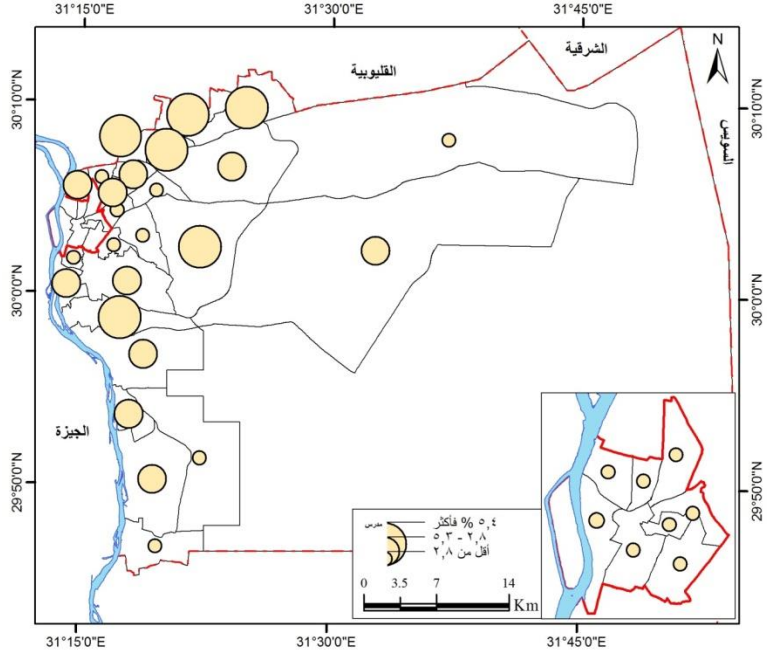 31°15'0"E 31°30'0"E 31°45'0"E
الشرقية
N
القليوبية
30°10'0"N 30°10'0"N
السويس
30°0'0"N 30°0'0"N
الجيزة
29°50'0"N 29°50'0"N
مدرس
٥,٤ % فأكثر
٢,٨ - ٥,٣
أقل من ٢,٨
0 3.5 7 14
Km
31°15'0"E 31°30'0"E 31°45'0"E